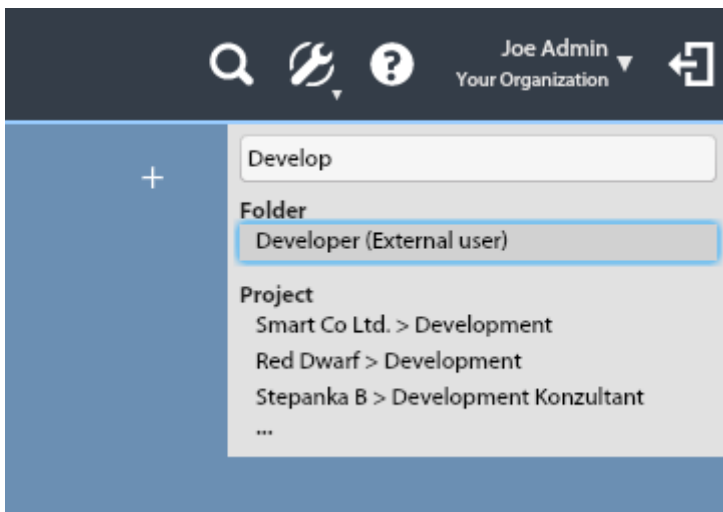 Joe Admin
Your Organization
Develop
Folder
Developer (External user)
Project
Smart Co Ltd. > Development
Red Dwarf > Development
Stepanka B > Development Konzultant
...